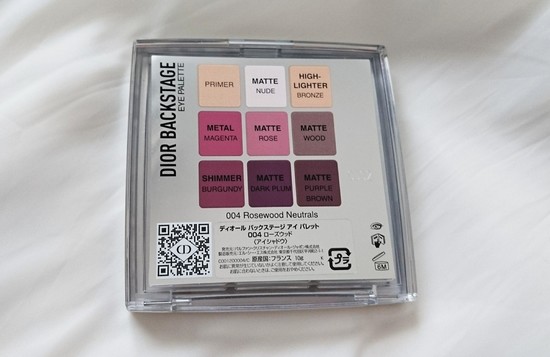 DIOR BACKSTAGE
EYE PALETTE
PRIMER
MATTE
NUDE
HIGH-
LIGHTER
BRONZE
METAL
MAGENTA
MATTE
ROSE
MATTE
WOOD
SHIMMER
BURGUNDY
MATTE
DARK PLUM
MATTE
PURPLE
BROWN
004 Rosewood Neutrals
ディオール バックステージ アイ パレット
004 ローズウッド
(アイシャドウ)
原産国:フランス 10g
プラ
CD
6M